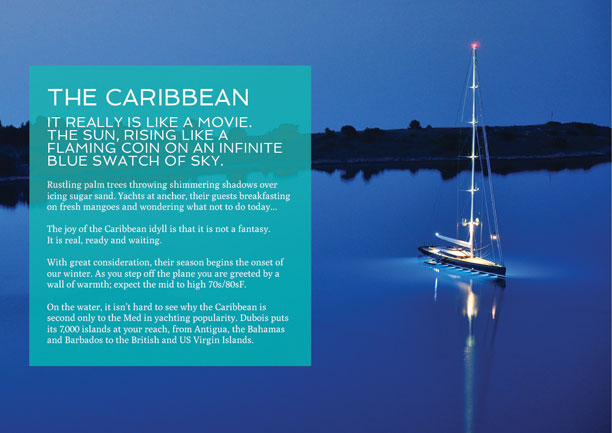 THE CARIBBEAN
IT REALLY IS LIKE A MOVIE.
THE SUN, RISING LIKE A
FLAMING COIN ON AN INFINITE
BLUE SWATCH OF SKY.
Rustling palm trees throwing shimmering shadows over
icing sugar sand. Yachts at anchor, their guests breakfasting
on fresh mangoes and wondering what not to do today...
The joy of the Caribbean idyll is that it is not a fantasy.
It is real, ready and waiting.
With great consideration, their season begins the onset of
our winter. As you step off the plane you are greeted by a
wall of warmth; expect the mid to high 70s/80sF.
On the water, it isn't hard to see why the Caribbean is
second only to the Med in yachting popularity. Dubois puts
its 7,000 islands at your reach, from Antigua, the Bahamas
and Barbados to the British and US Virgin Islands.